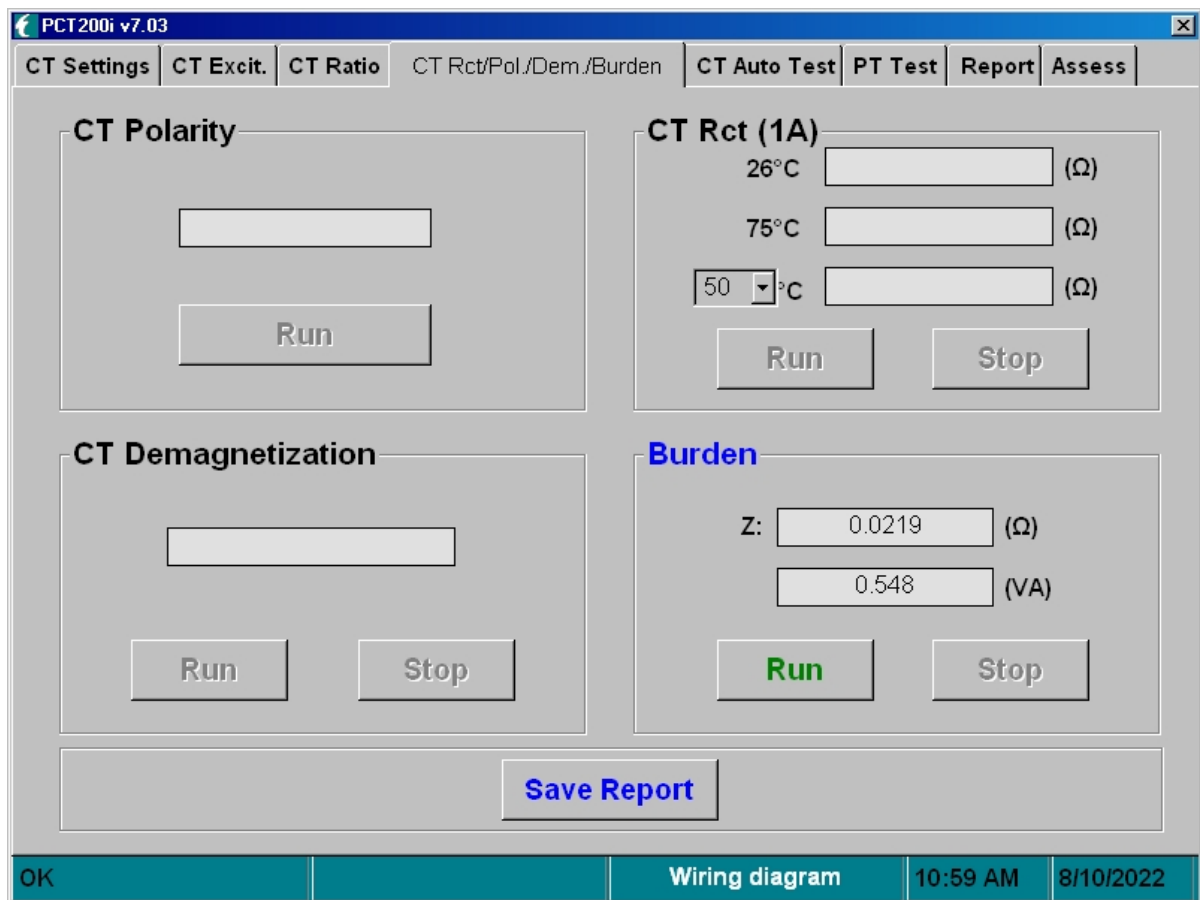 PCT200i v7.03
CT Settings CT Excit. CT Ratio CT Rct/Pol./Dem./Burden CT Auto Test PT Test Report Assess
CT Polarity
Run
CT Rct (1A)
26°C (Ω)
75°C (Ω)
50 °C (Ω)
Run Stop
CT Demagnetization
Run Stop
Burden
Z: 0.0219 (Ω)
0.548 (VA)
Run Stop
Save Report
OK Wiring diagram 10:59 AM 8/10/2022